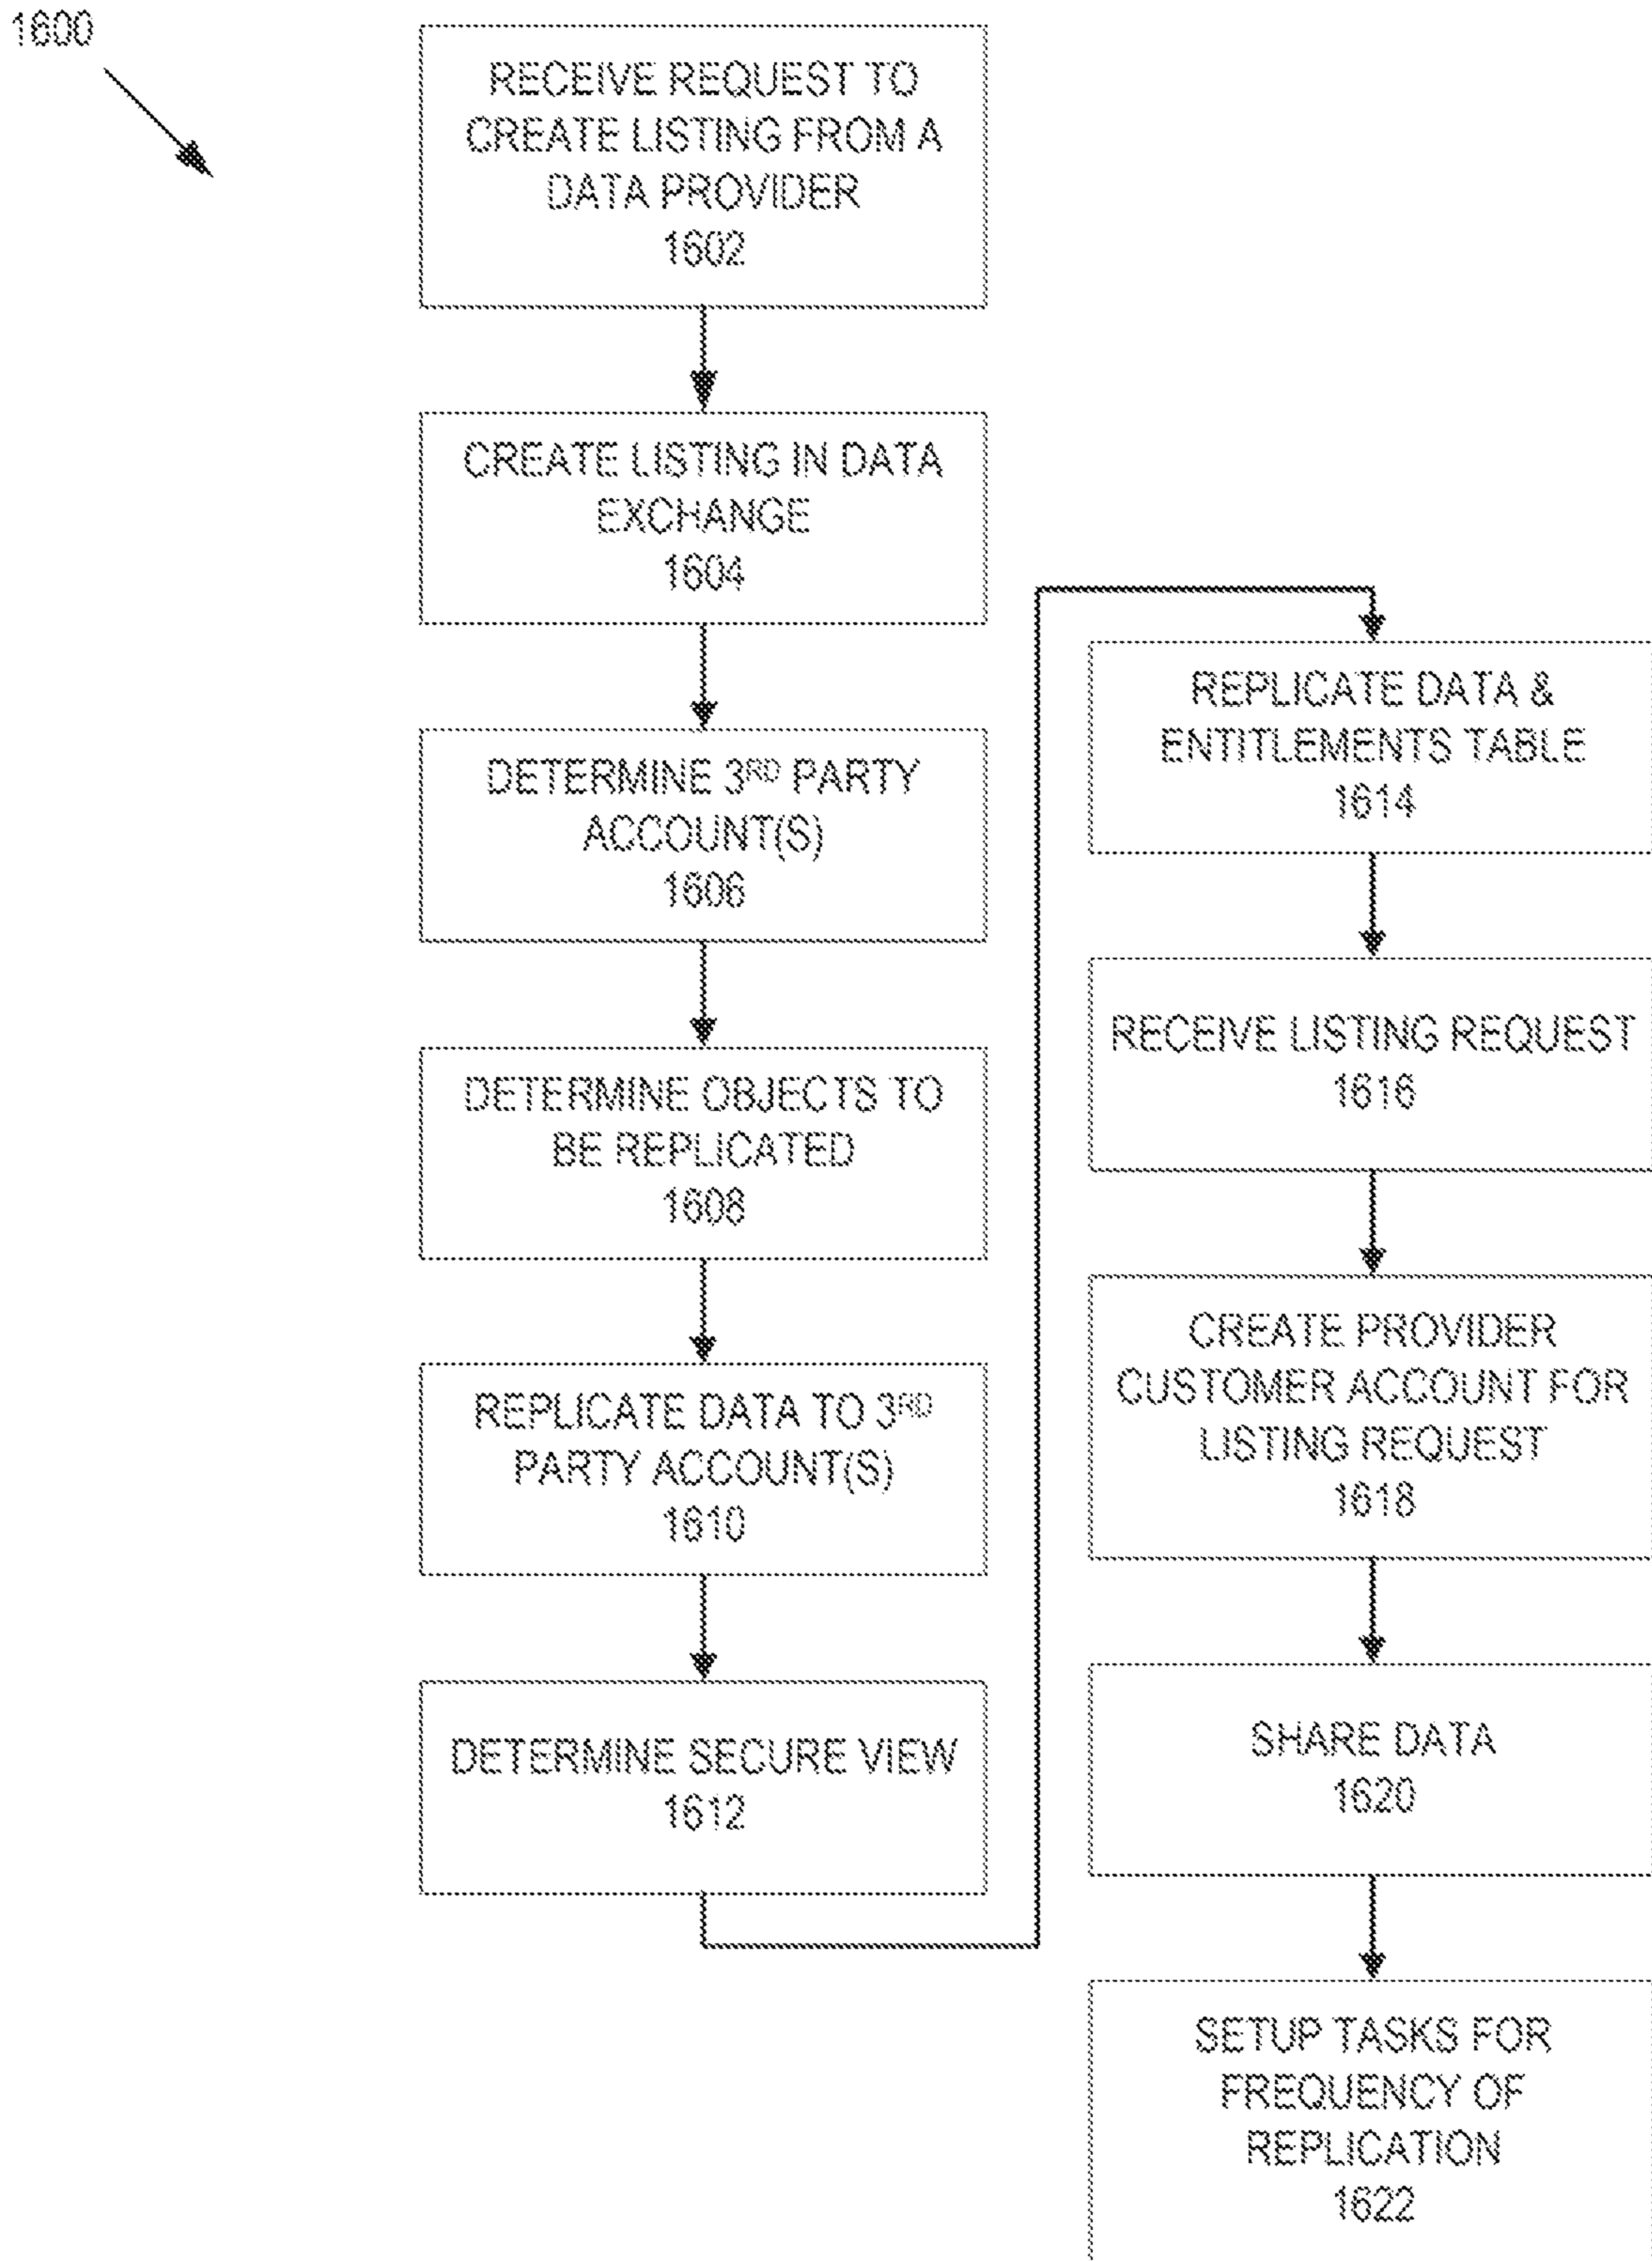 1600
RECEIVE REQUEST TO
CREATE LISTING FROM A
DATA PROVIDER
1602
CREATE LISTING IN DATA
EXCHANGE
1604
DETERMINE 3RD PARTY
ACCOUNT(S)
1606
DETERMINE OBJECTS TO
BE REPLICATED
1608
REPLICATE DATA TO 3RD
PARTY ACCOUNT(S)
1610
DETERMINE SECURE VIEW
1612
REPLICATE DATA &
ENTITLEMENTS TABLE
1614
RECEIVE LISTING REQUEST
1616
CREATE PROVIDER
CUSTOMER ACCOUNT FOR
LISTING REQUEST
1618
SHARE DATA
1620
SETUP TASKS FOR
FREQUENCY OF
REPLICATION
1622